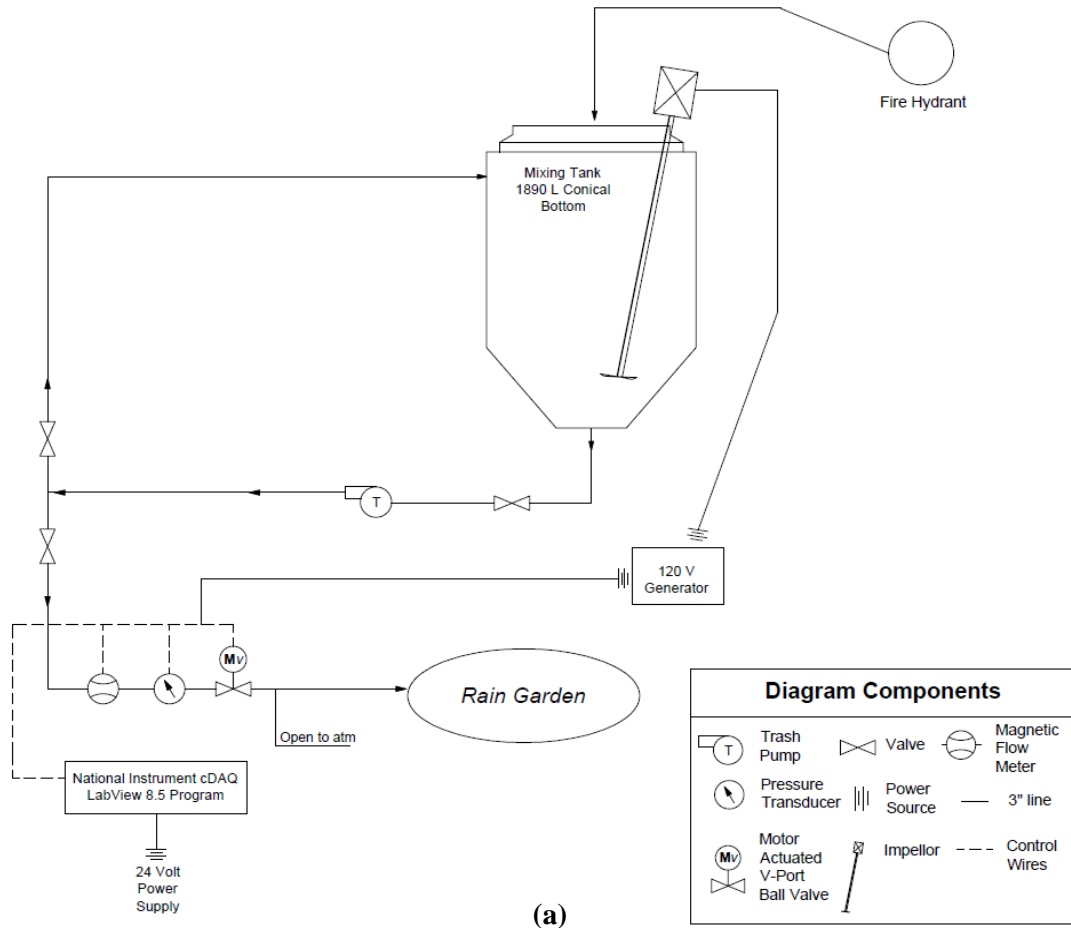 Fire Hydrant
Mixing Tank
1890 L Conical
Bottom
T
120 V
Generator
Mv
Rain Garden
Open to atm
National Instrument cDAQ
LabView 8.5 Program
24 Volt
Power
Supply
Diagram Components
T
Trash
Pump
Valve
Magnetic
Flow
Meter
Pressure
Transducer
Power
Source
3" line
Mv
Motor
Actuated
V-Port
Ball Valve
Impellor
Control
Wires
(a)